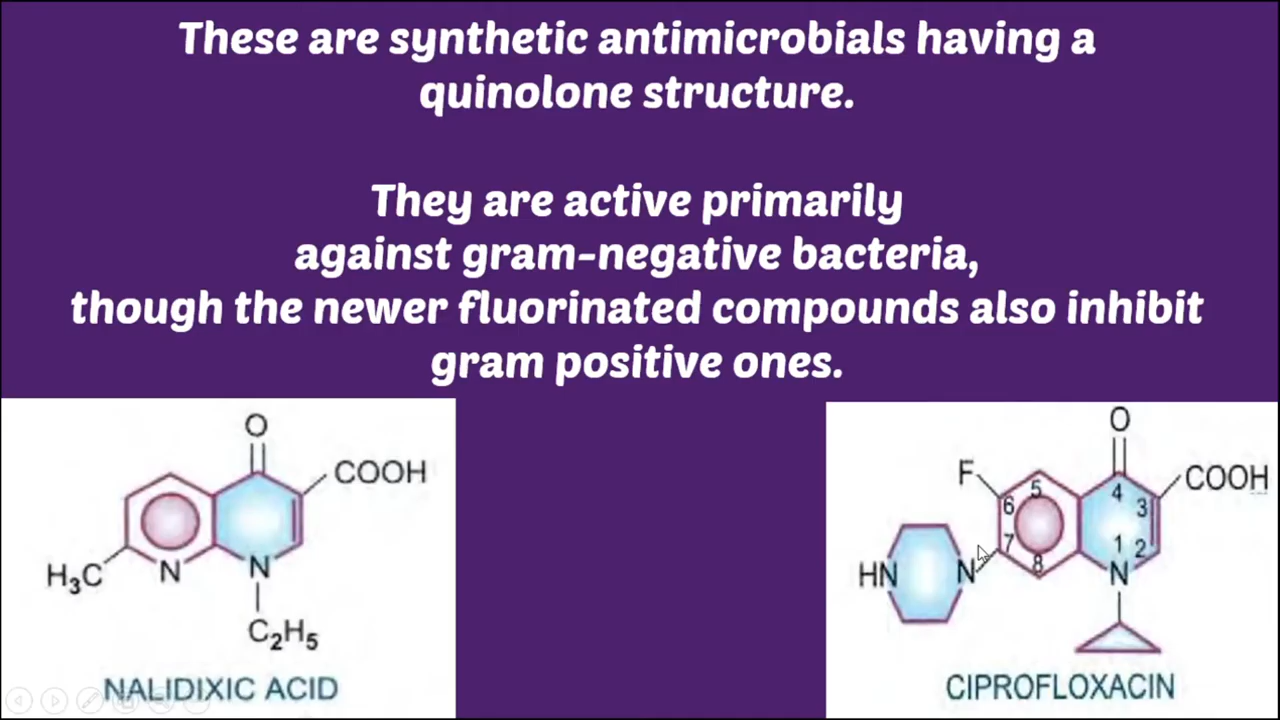 These are synthetic antimicrobials having a
quinolone structure.
They are active primarily
against gram-negative bacteria,
though the newer fluorinated compounds also inhibit
gram positive ones.
O
COOH
H₃C
N
N
C₂H₅
NALIDIXIC ACID
O
F
COOH
5
4
6
3
7
1
2
8
HN
N
N
CIPROFLOXACIN